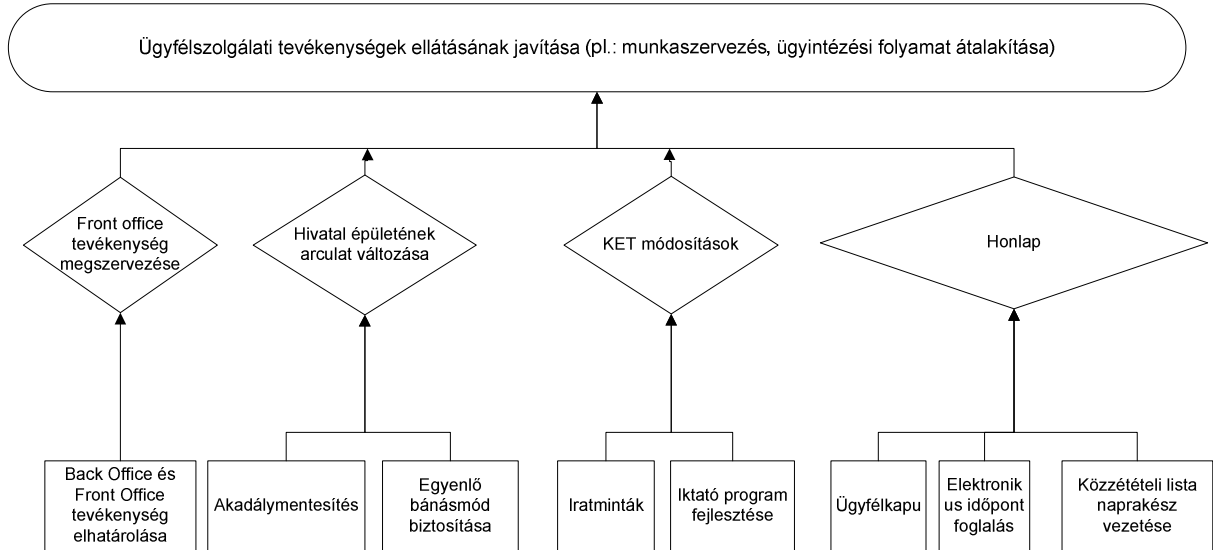 Ügyfélszolgálati tevékenységek ellátásának javítása (pl.: munkaszervezés, ügyintézési folyamat átalakítása)
Front office
tevékenység
megszervezése
Hivatal épületének
arculat változása
KET módosítások
Honlap
Back Office és
Front Office
tevékenység
elhatárolása
Akadálymentesítés
Egyenlő
bánásmód
biztosítása
Iratminták
Iktató program
fejlesztése
Ügyfélkapu
Elektronik
us időpont
foglalás
Közzétételi lista
naprakész
vezetése